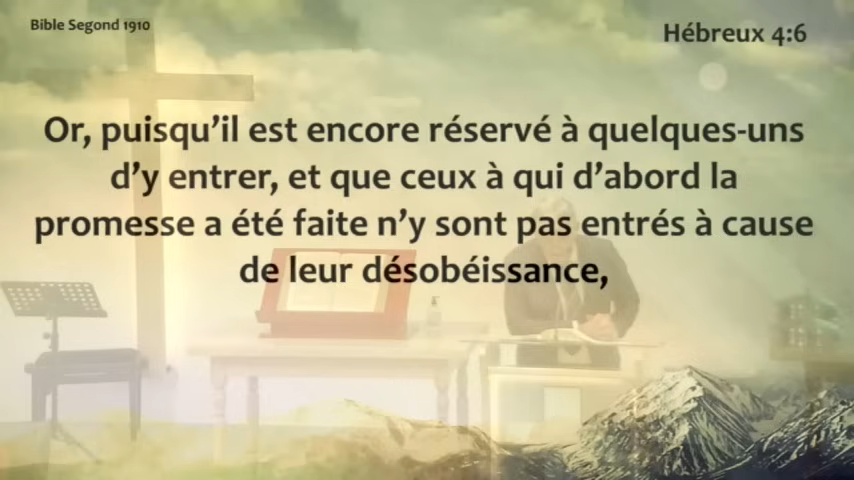 Bible Segond 1910
Hébreux 4:6
Or, puisqu’il est encore réservé à quelques-uns
d’y entrer, et que ceux à qui d’abord la
promesse a été faite n’y sont pas entrés à cause
de leur désobéissance,